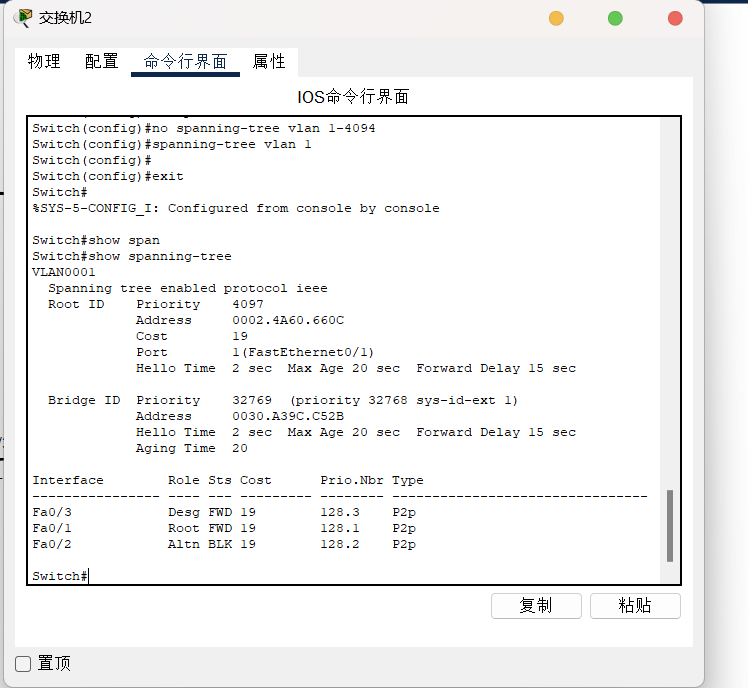 交换机2
物理 配置 命令行界面 属性
IOS命令行界面
Switch(config)#no spanning-tree vlan 1-4094
Switch(config)#spanning-tree vlan 1
Switch(config)#
Switch(config)#exit
Switch#
%SYS-5-CONFIG_I: Configured from console by console
Switch#show span
Switch#show spanning-tree
VLAN0001
  Spanning tree enabled protocol ieee
  Root ID    Priority    4097
             Address     0002.4A60.660C
             Cost        19
             Port        1(FastEthernet0/1)
             Hello Time  2 sec  Max Age 20 sec  Forward Delay 15 sec
  Bridge ID  Priority    32769  (priority 32768 sys-id-ext 1)
             Address     0030.A39C.C52B
             Hello Time  2 sec  Max Age 20 sec  Forward Delay 15 sec
             Aging Time  20
Interface        Role Sts Cost      Prio.Nbr Type
---------------- ---- --- --------- -------- --------------------------------
Fa0/3            Desg FWD 19        128.3    P2p
Fa0/1            Root FWD 19        128.1    P2p
Fa0/2            Altn BLK 19        128.2    P2p
Switch#
复制 粘贴
置顶